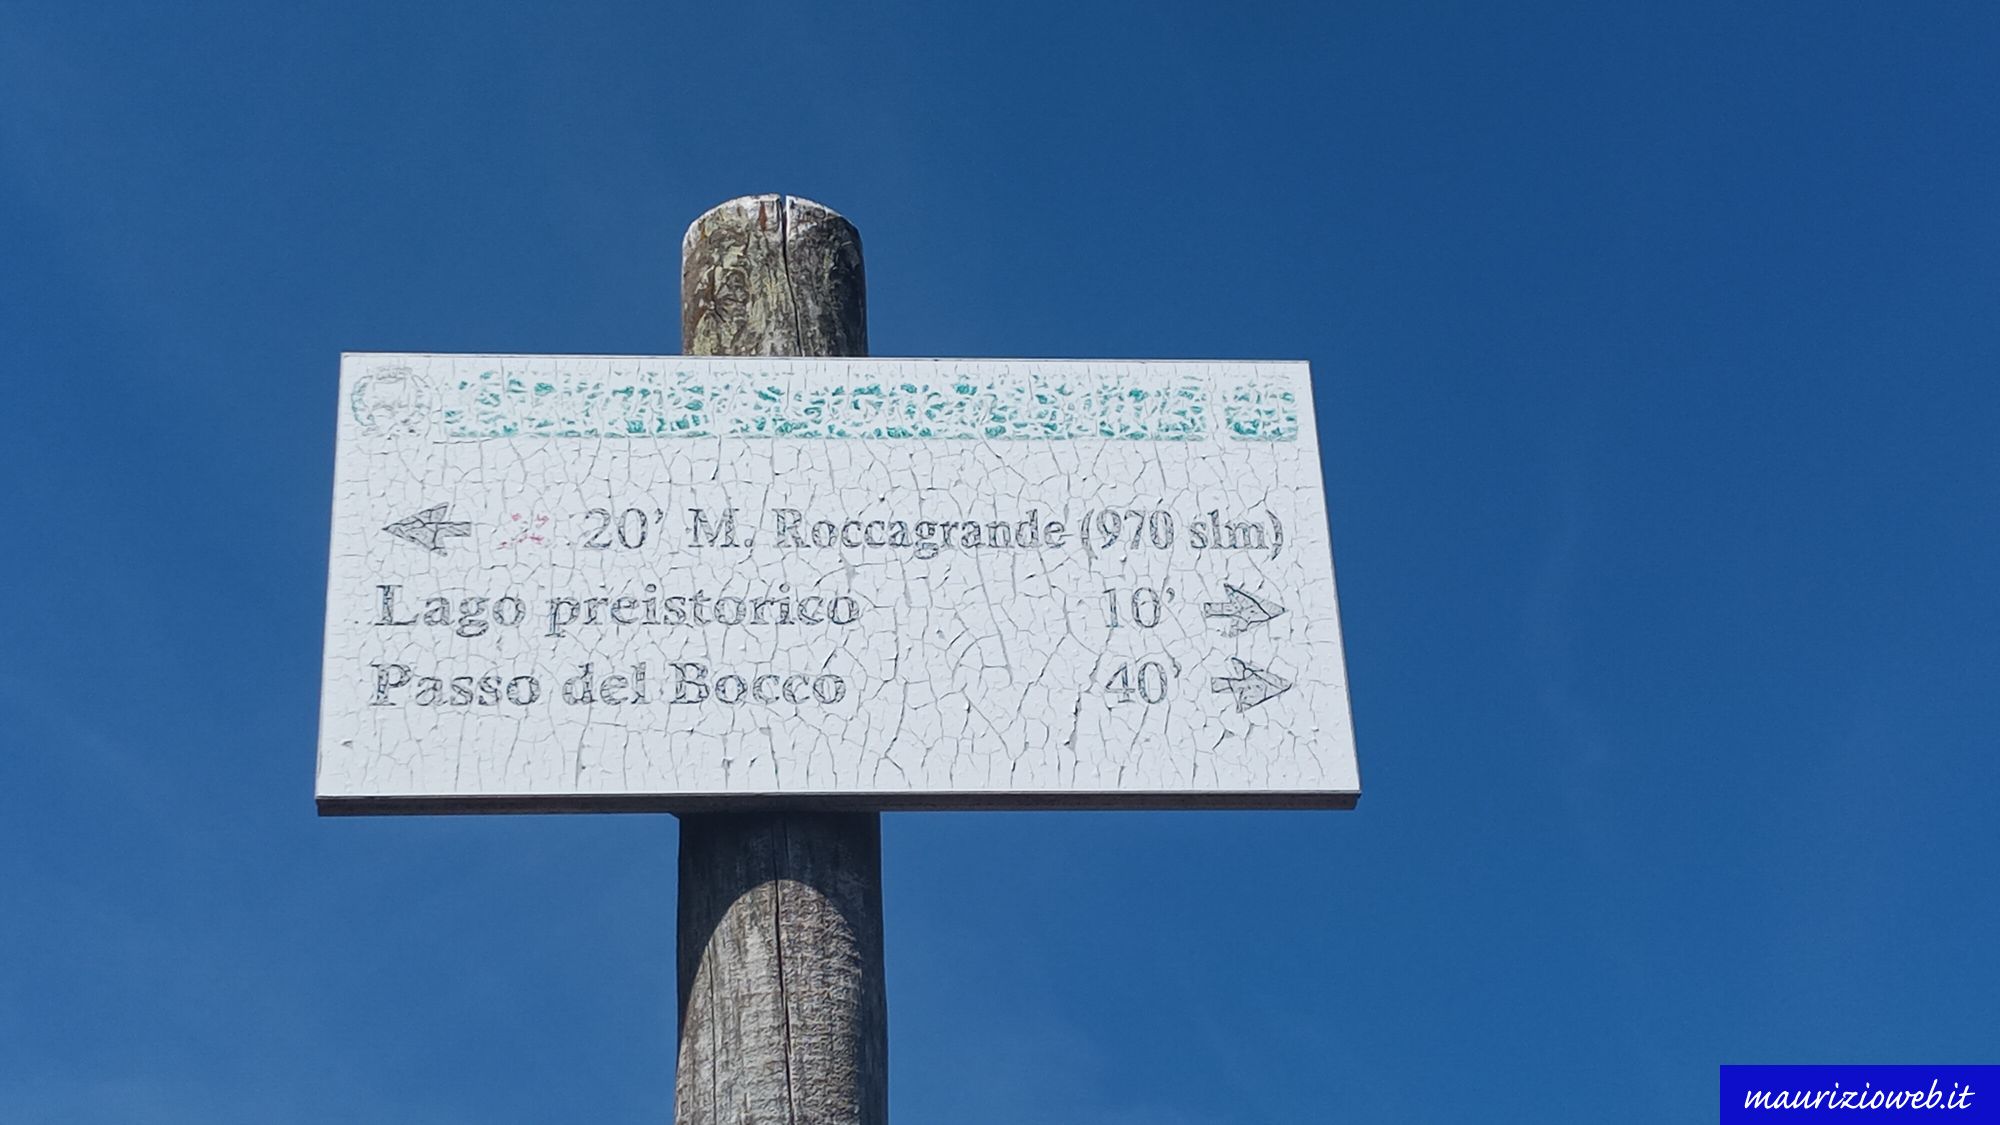 20' M. Roccagrande (970 slm)
Lago preistorico 10'
Passo del Bocco 40'
maurizioweb.it